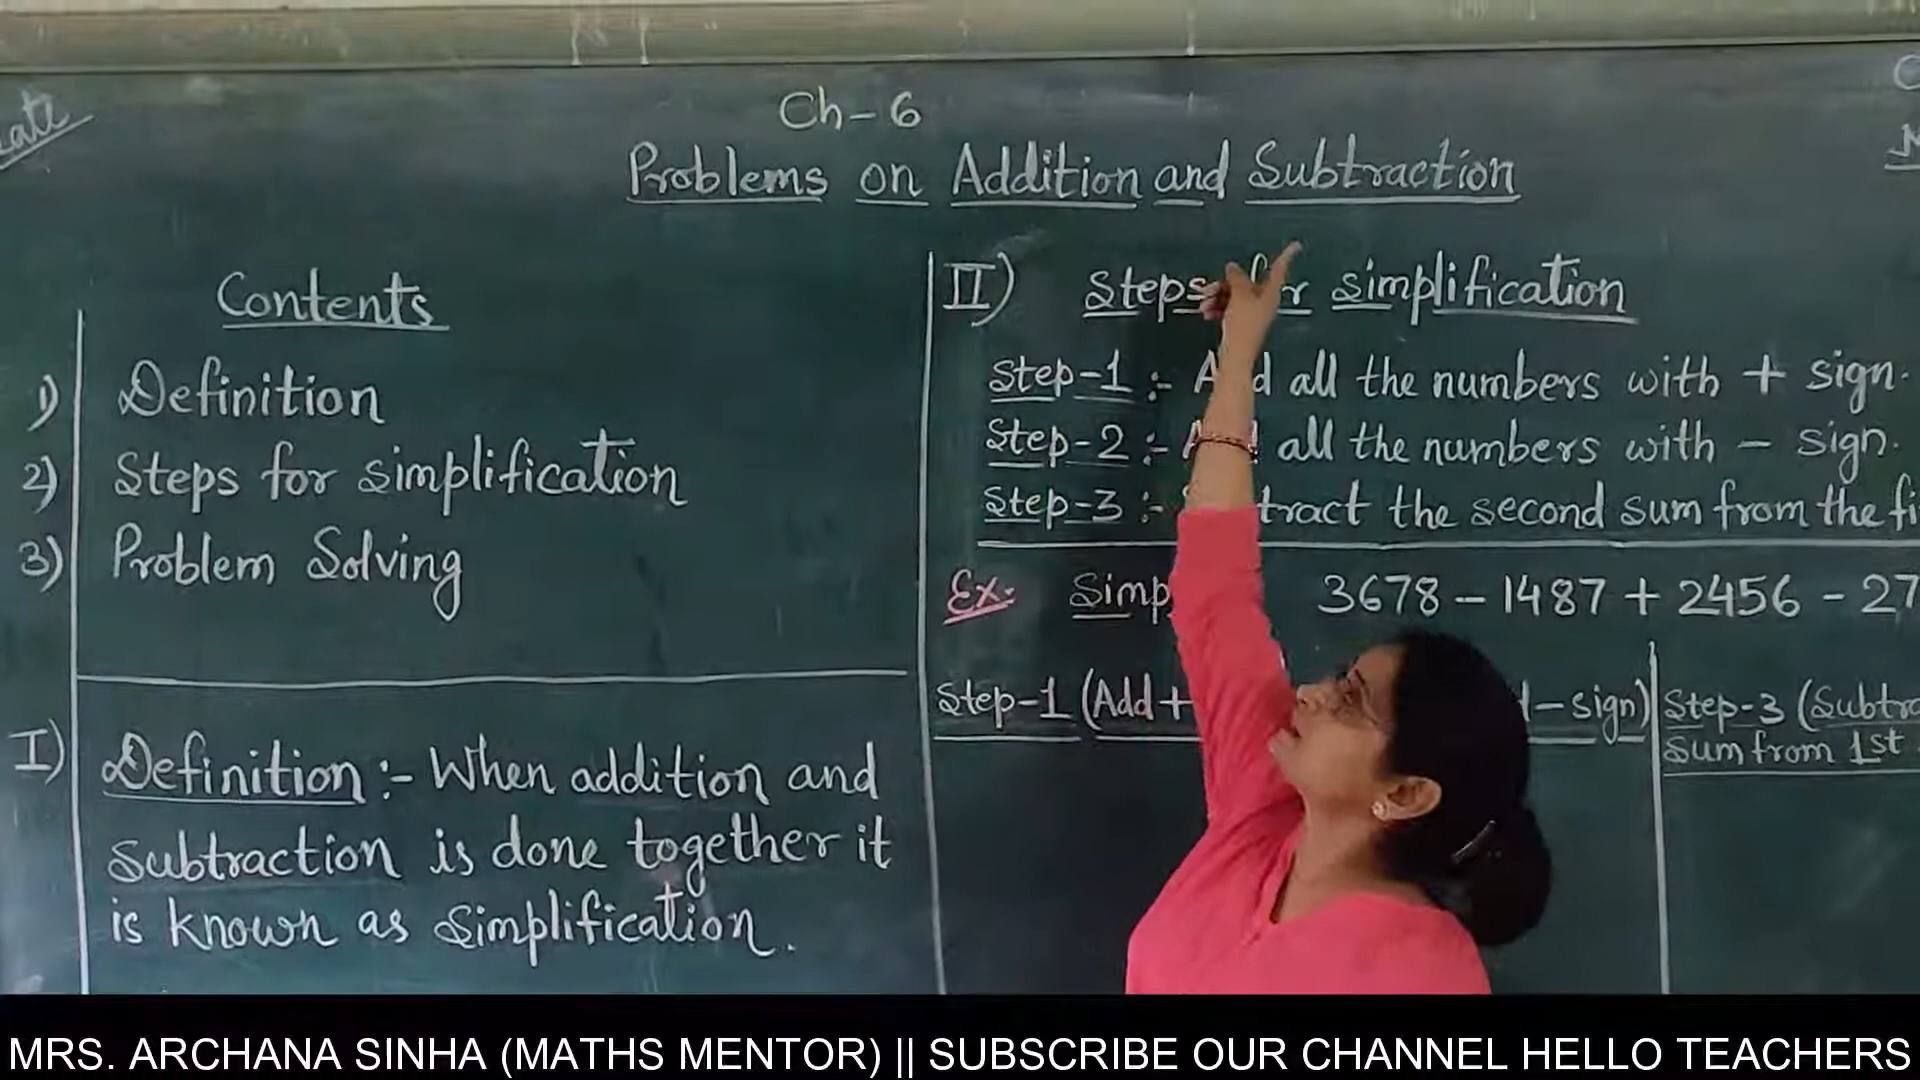 Ch-6
Problems on Addition and Subtraction
Contents
1) Definition
2) Steps for simplification
3) Problem Solving
I) Definition :- When addition and
subtraction is done together it
is known as simplification.
II) Steps for simplification
Step-1 :- Add all the numbers with + sign.
Step-2 :- all the numbers with - sign.
Step-3 :- the second sum from the
Ex. 3678 - 1487 + 2456 - 27
Step-1 (Add +
- sign)
Step-3 (Subtra
Sum from 1st
MRS. ARCHANA SINHA (MATHS MENTOR) || SUBSCRIBE OUR CHANNEL HELLO TEACHERS